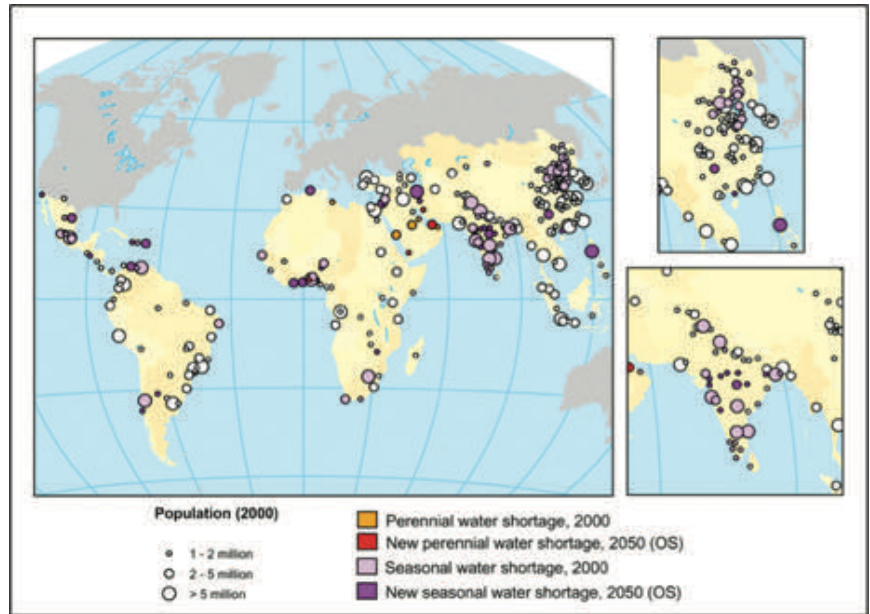 Population (2000)
1 - 2 million
2 - 5 million
> 5 million
Perennial water shortage, 2000
New perennial water shortage, 2050 (OS)
Seasonal water shortage, 2000
New seasonal water shortage, 2050 (OS)